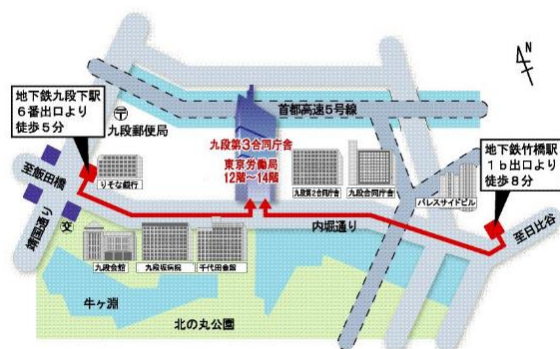 地下鉄九段下駅
6番出口より
徒歩5分
首都高速5号線
九段郵便局
九段第3合同庁舎
東京労働局
12階～14階
地下鉄竹橋駅
1b出口より
徒歩8分
至飯田橋
りそな銀行
九段第2合同庁舎
九段合同庁舎
パレスサイドビル
靖国通り
交
内堀通り
至日比谷
九段会館
九段坂病院
千代田会館
牛ヶ淵
北の丸公園